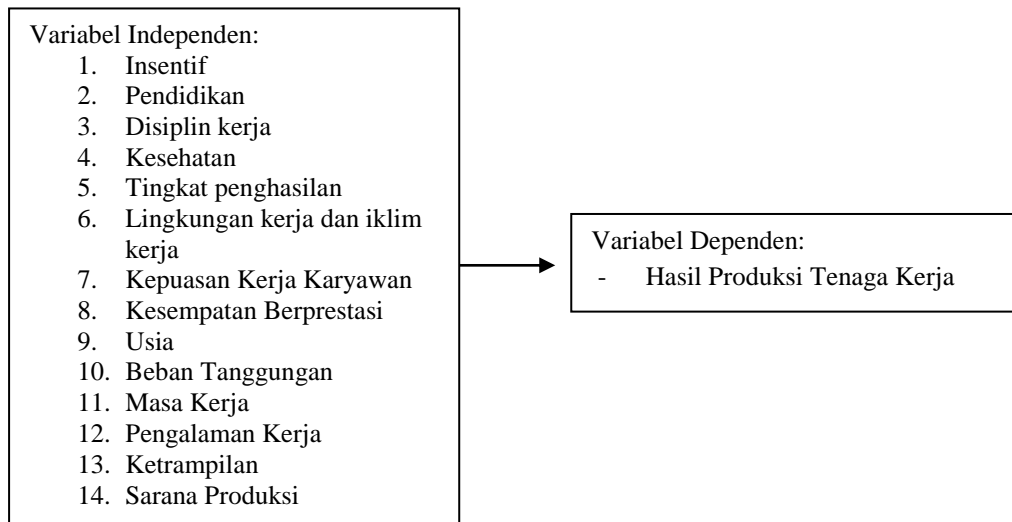 Variabel Independen:
1. Insentif
2. Pendidikan
3. Disiplin kerja
4. Kesehatan
5. Tingkat penghasilan
6. Lingkungan kerja dan iklim
kerja
7. Kepuasan Kerja Karyawan
8. Kesempatan Berprestasi
9. Usia
10. Beban Tanggungan
11. Masa Kerja
12. Pengalaman Kerja
13. Ketrampilan
14. Sarana Produksi
Variabel Dependen:
- Hasil Produksi Tenaga Kerja